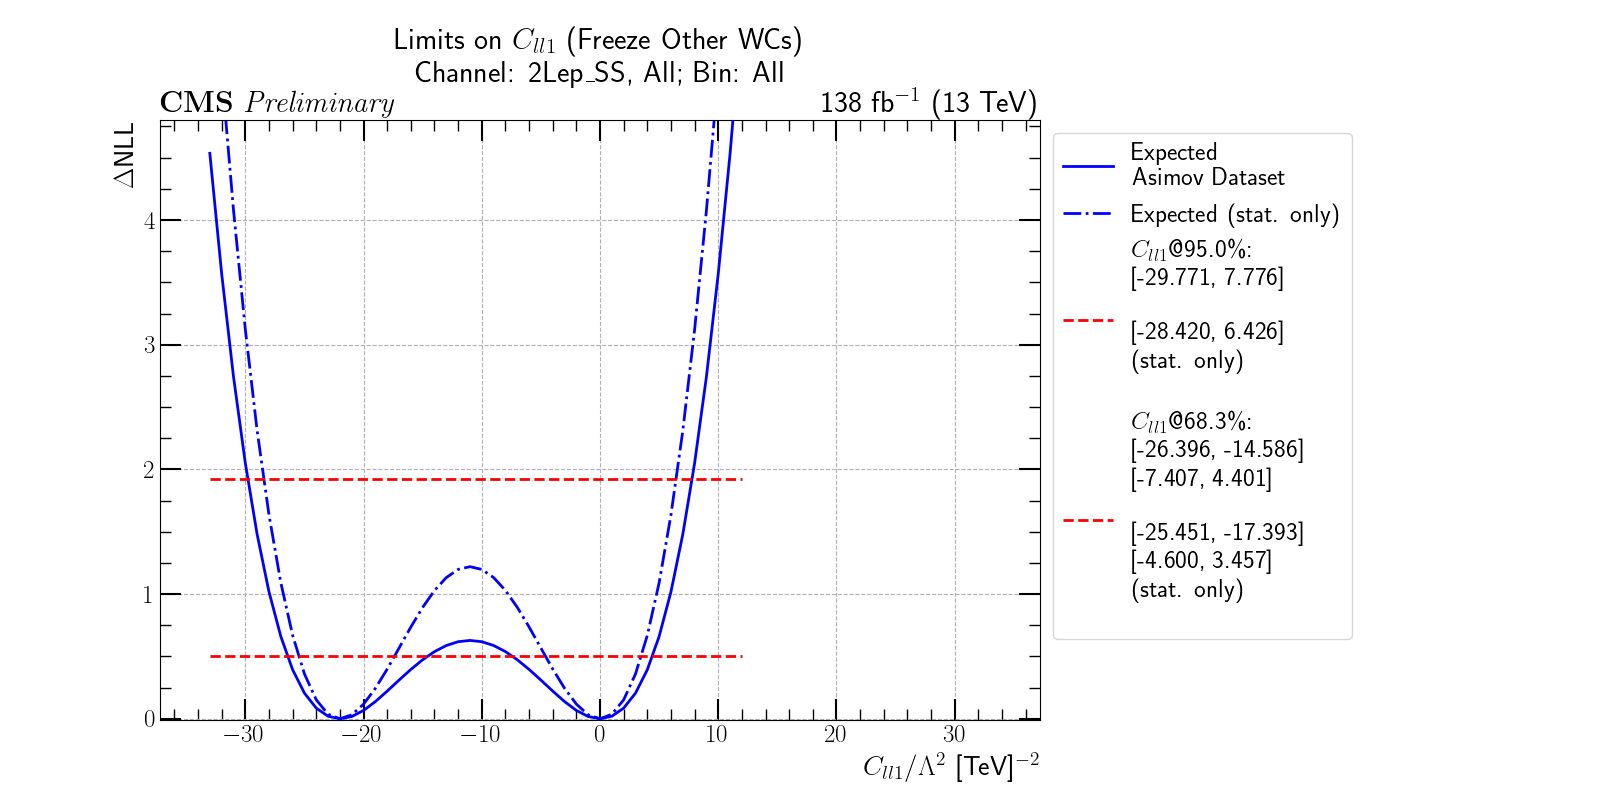 Limits on C_{ll1} (Freeze Other WCs)
Channel: 2Lep_SS, All; Bin: All
CMS Preliminary
138 fb⁻¹ (13 TeV)
ΔNLL
4
3
2
1
0
−30
−20
−10
0
10
20
30
C_{ll1}/Λ² [TeV]⁻²
Expected
Asimov Dataset
Expected (stat. only)
C_{ll1}@95.0%:
[-29.771, 7.776]
[-28.420, 6.426]
(stat. only)
C_{ll1}@68.3%:
[-26.396, -14.586]
[-7.407, 4.401]
[-25.451, -17.393]
[-4.600, 3.457]
(stat. only)